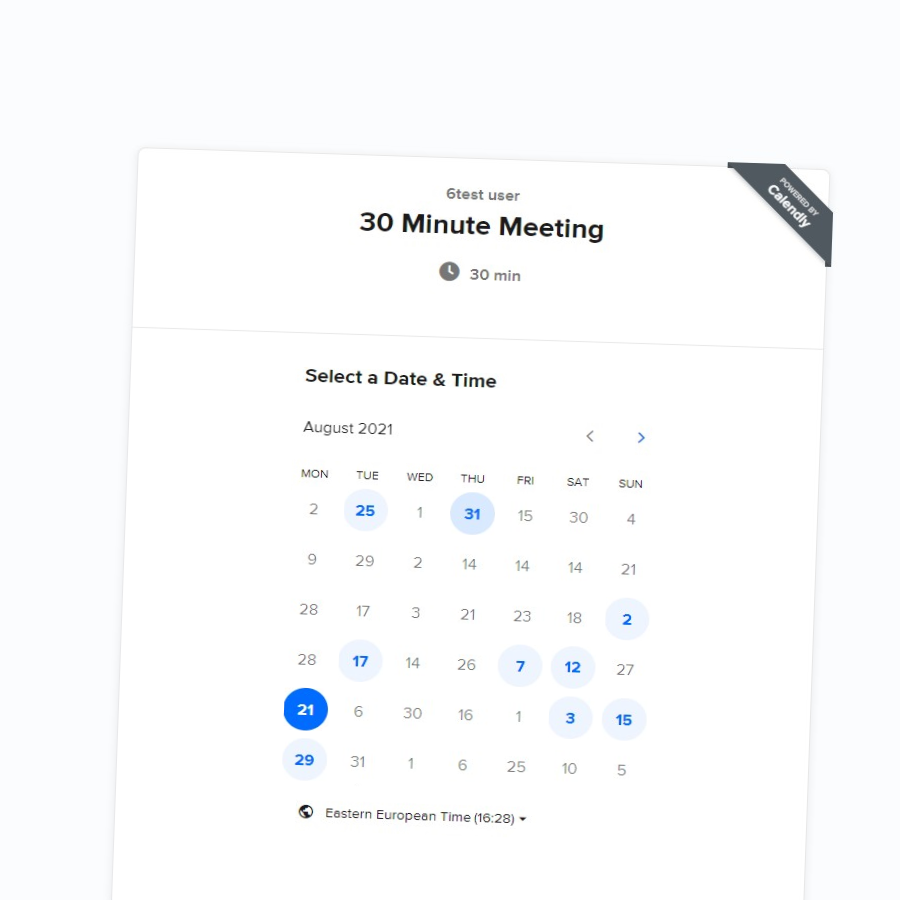 6test user
30 Minute Meeting
30 min
POWERED BY
Calendly
Select a Date & Time
August 2021
MON TUE WED THU FRI SAT SUN
2 25 1 31 15 30 4
9 29 2 14 14 14 21
28 17 3 21 23 18 2
28 17 14 26 7 12 27
21 6 30 16 1 3 15
29 31 1 6 25 10 5
Eastern European Time (16:28)